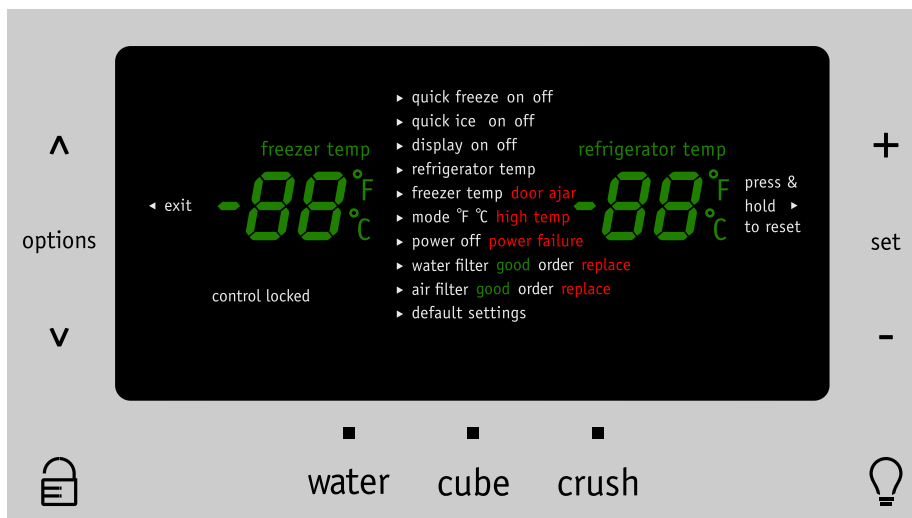 ▸ quick freeze on off
▸ quick ice on off
▸ display on off
▸ refrigerator temp
▸ freezer temp door ajar
▸ mode °F °C high temp
▸ power off power failure
▸ water filter good order replace
▸ air filter good order replace
▸ default settings
freezer temp
-88 °F °C
◂ exit
control locked
refrigerator temp
-88 °F °C
press &
hold ▸
to reset
^
options
v
+
set
-
water cube crush